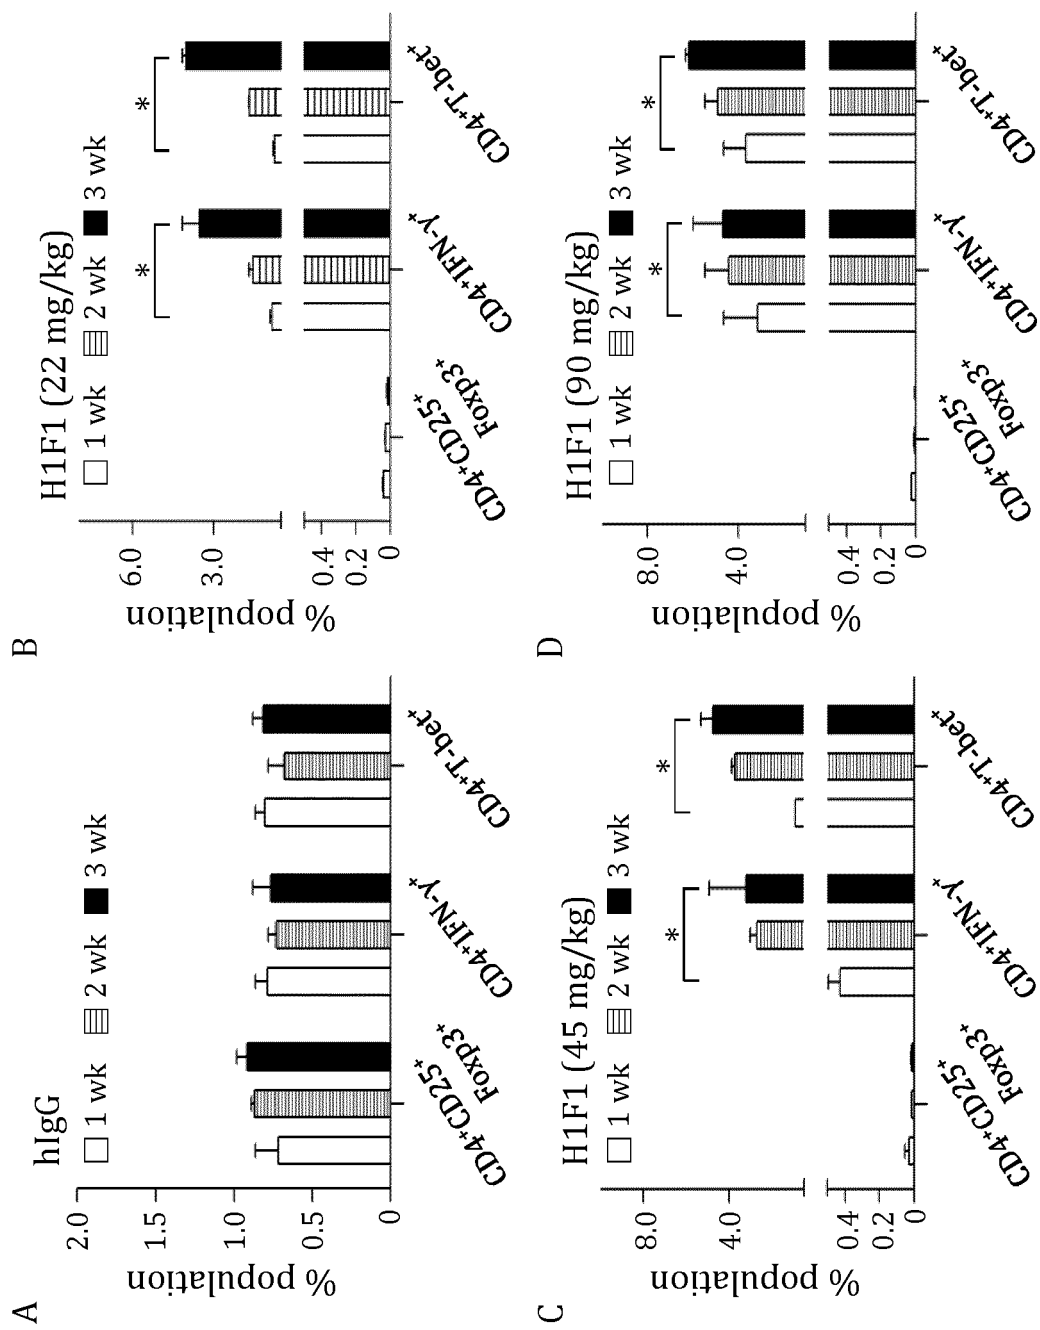 A
hIgG
1 wk 2 wk 3 wk
% population
2.0
1.5
1.0
0.5
0
CD4+CD25+
Foxp3+
CD4+IFN-γ+
CD4+T-bet+
B
H1F1 (22 mg/kg)
1 wk 2 wk 3 wk
% population
6.0
3.0
0.4
0.2
0
*
*
CD4+CD25+
Foxp3+
CD4+IFN-γ+
CD4+T-bet+
C
H1F1 (45 mg/kg)
1 wk 2 wk 3 wk
% population
8.0
4.0
0.4
0.2
0
*
*
CD4+CD25+
Foxp3+
CD4+IFN-γ+
CD4+T-bet+
D
H1F1 (90 mg/kg)
1 wk 2 wk 3 wk
% population
8.0
4.0
0.4
0.2
0
*
*
CD4+CD25+
Foxp3+
CD4+IFN-γ+
CD4+T-bet+